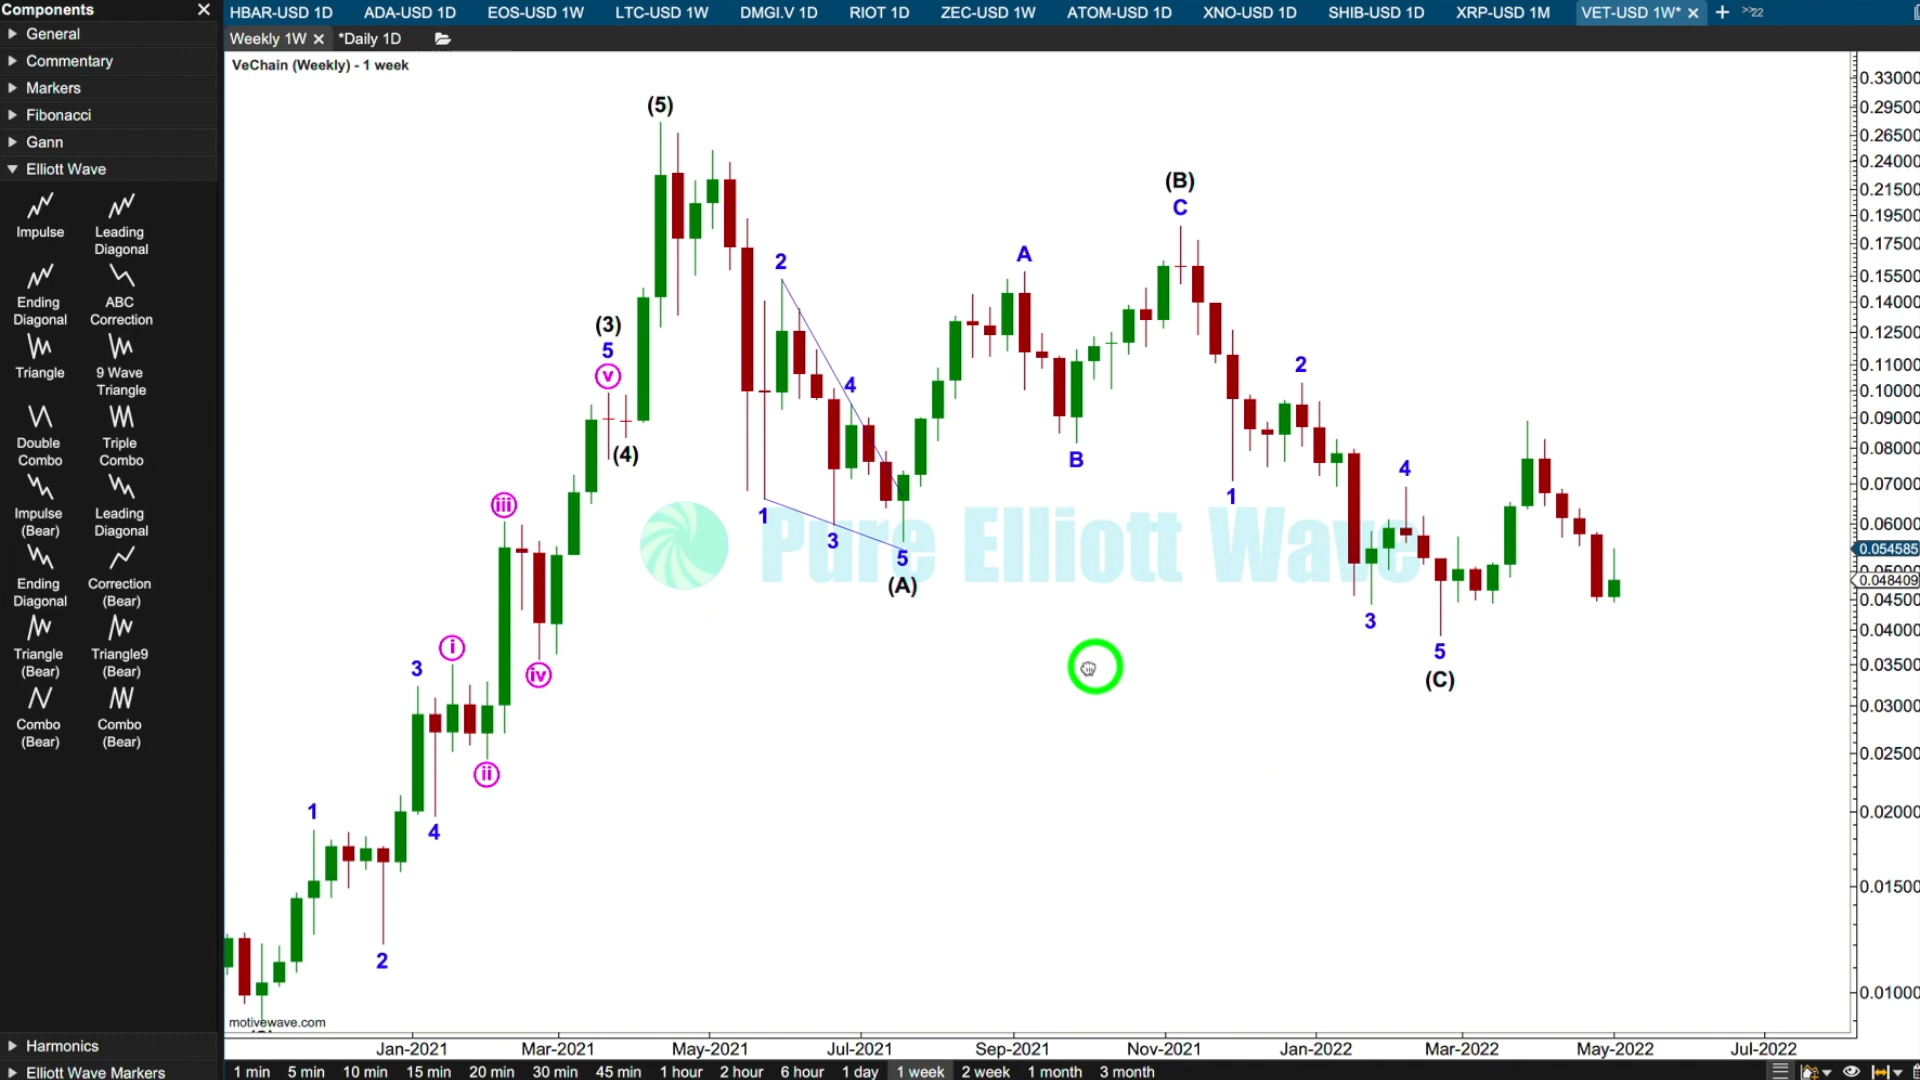 Components
General
Commentary
Markers
Fibonacci
Gann
Elliott Wave
Impulse
Leading Diagonal
Ending Diagonal
ABC Correction
Triangle
9 Wave Triangle
Double Combo
Triple Combo
Impulse (Bear)
Leading Diagonal
Ending Diagonal
Correction (Bear)
Triangle (Bear)
Triangle9 (Bear)
Combo (Bear)
Combo (Bear)
Harmonics
Elliott Wave Markers
HBAR-USD 1D ADA-USD 1D EOS-USD 1W LTC-USD 1W DMGI.V 1D RIOT 1D ZEC-USD 1W ATOM-USD 1D XNO-USD 1D SHIB-USD 1D XRP-USD 1M VET-USD 1W* 22
Weekly 1W *Daily 1D
VeChain (Weekly) - 1 week
(5)
(B)
C
A
2
(3)
5
v
2
4
(4)
B
4
1
iii
1
3
5
(A)
3
5
(C)
3
i
iv
ii
1
4
2
Pure Elliott Wave
0.33000
0.29500
0.26500
0.24000
0.21500
0.19500
0.17500
0.15500
0.14000
0.12500
0.11000
0.10000
0.09000
0.08000
0.07000
0.06000
0.054585
0.048409
0.04500
0.04000
0.03500
0.03000
0.02500
0.02000
0.01500
0.01000
motivewave.com
Jan-2021 Mar-2021 May-2021 Jul-2021 Sep-2021 Nov-2021 Jan-2022 Mar-2022 May-2022 Jul-2022
1 min 5 min 10 min 15 min 20 min 30 min 45 min 1 hour 2 hour 6 hour 1 day 1 week 2 week 1 month 3 month